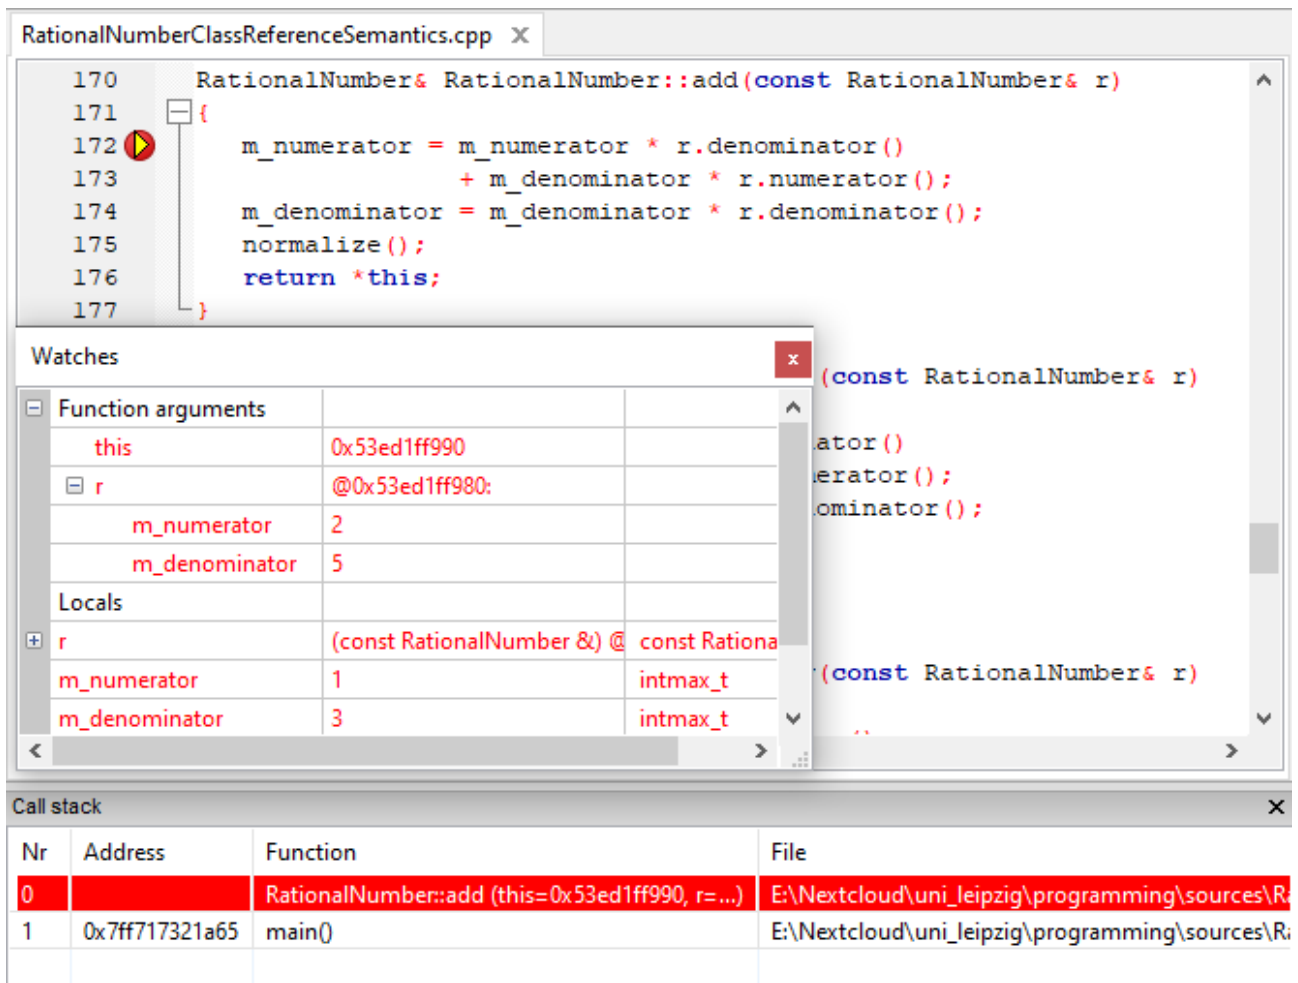 RationalNumberClassReferenceSemantics.cpp X
170 RationalNumber& RationalNumber::add(const RationalNumber& r)
171 {
172 m_numerator = m_numerator * r.denominator()
173 + m_denominator * r.numerator();
174 m_denominator = m_denominator * r.denominator();
175 normalize();
176 return *this;
177 }
Watches x
(const RationalNumber& r)
Function arguments
this 0x53ed1ff990
ator()
r @0x53ed1ff980:
erator();
ominator();
m_numerator 2
m_denominator 5
Locals
r (const RationalNumber &) @ const Rationa
m_numerator 1 intmax_t
(const RationalNumber& r)
m_denominator 3 intmax_t
Call stack
Nr Address Function File
0 RationalNumber::add (this=0x53ed1ff990, r=...) E:\Nextcloud\uni_leipzig\programming\sources\Ra
1 0x7ff717321a65 main() E:\Nextcloud\uni_leipzig\programming\sources\Ra